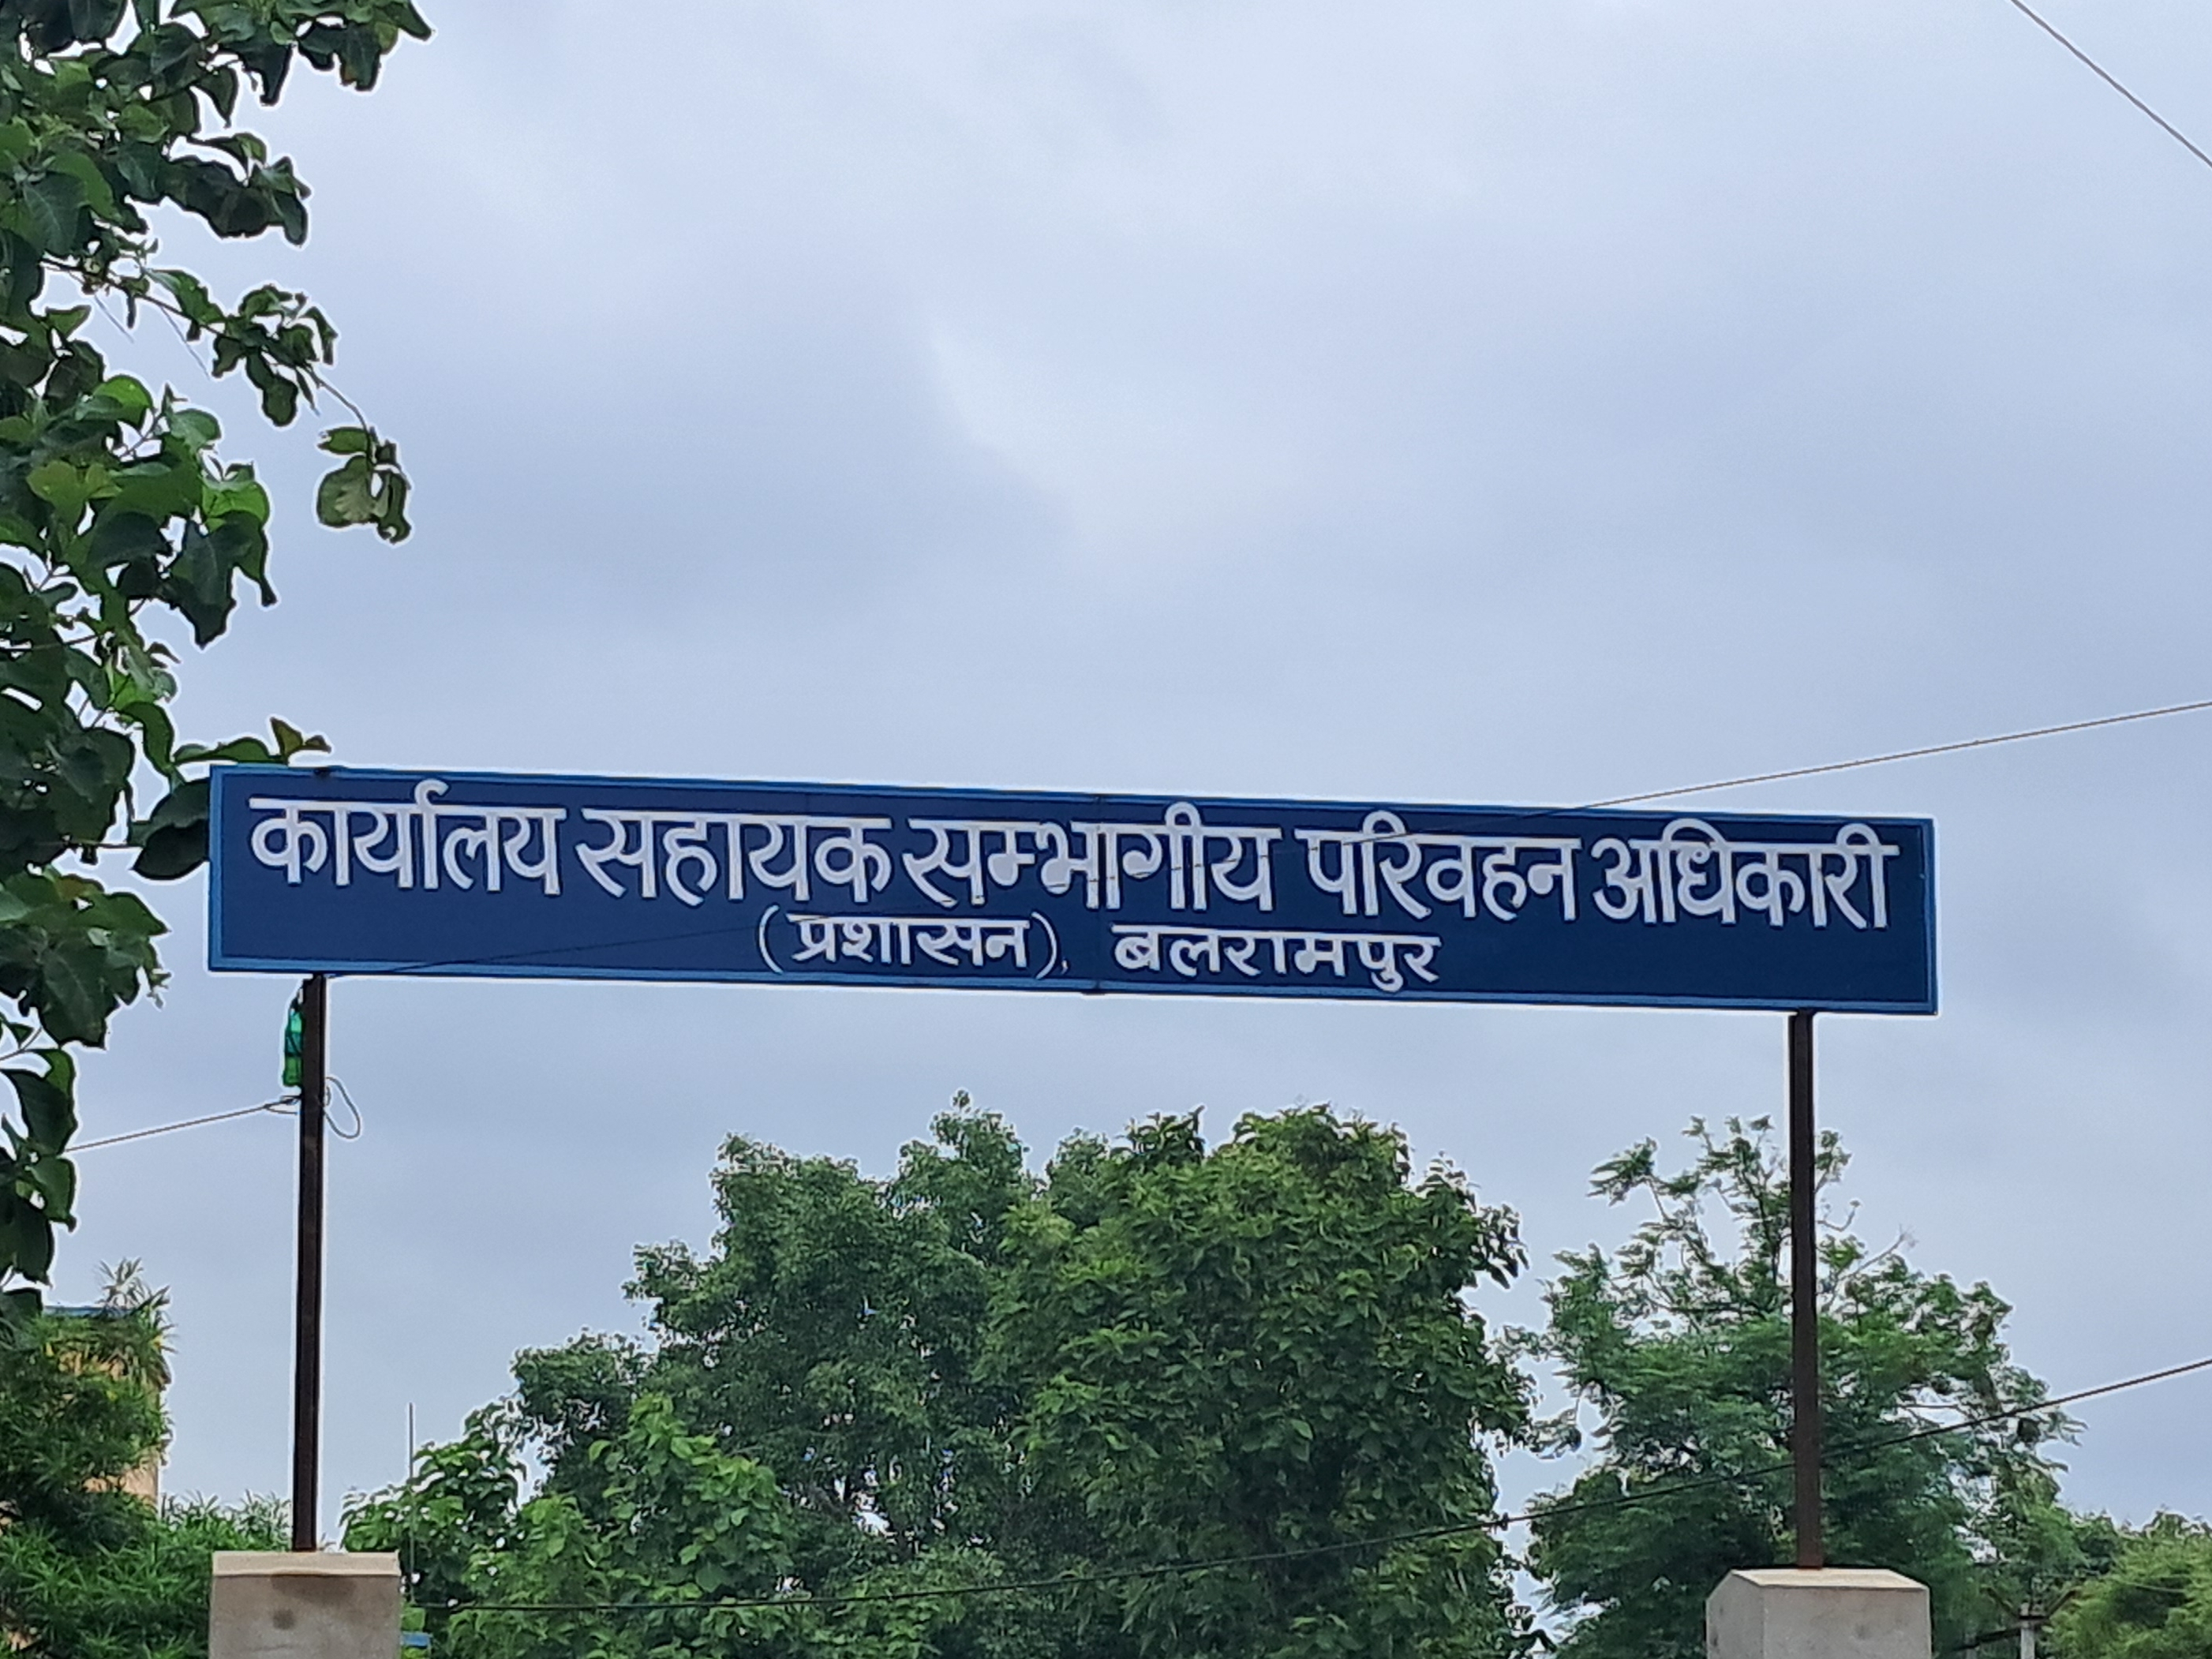 कार्यालय सहायक सम्भागीय परिवहन अधिकारी
(प्रशासन), बलरामपुर